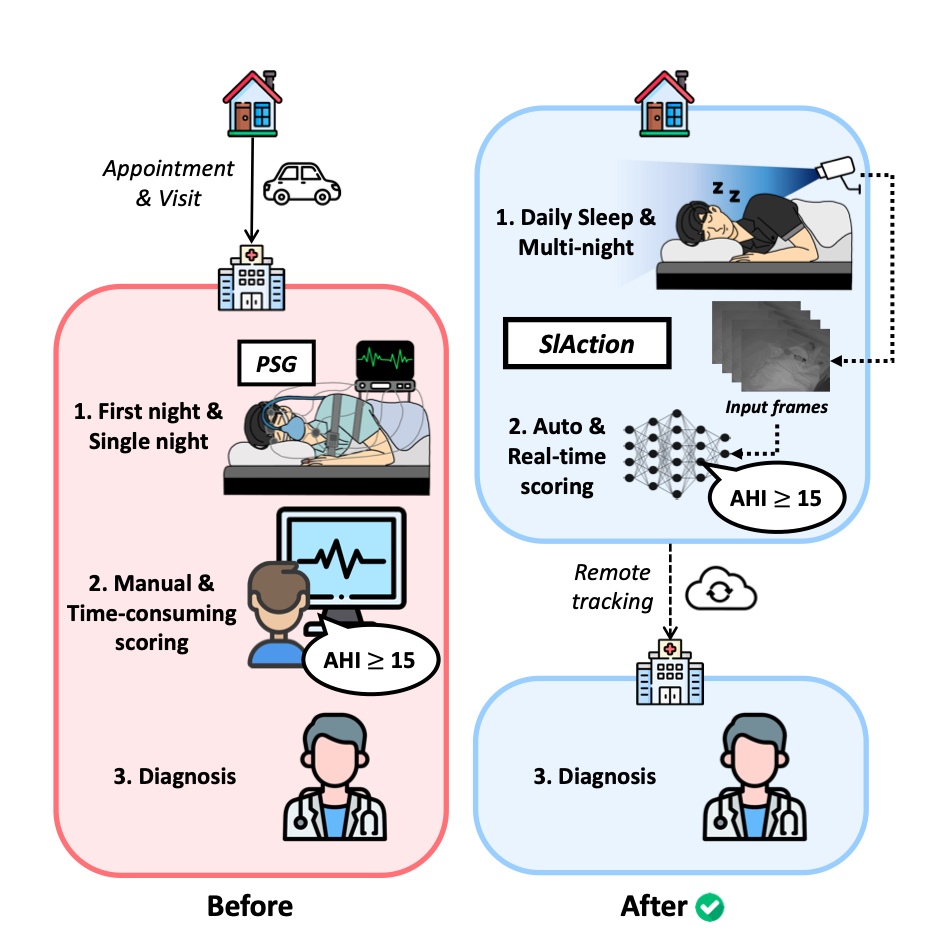 Appointment
& Visit
PSG
1. First night &
Single night
2. Manual &
Time-consuming
scoring
AHI ≥ 15
3. Diagnosis
Before
z z
1. Daily Sleep &
Multi-night
SlAction
Input frames
2. Auto &
Real-time
scoring
AHI ≥ 15
Remote
tracking
3. Diagnosis
After